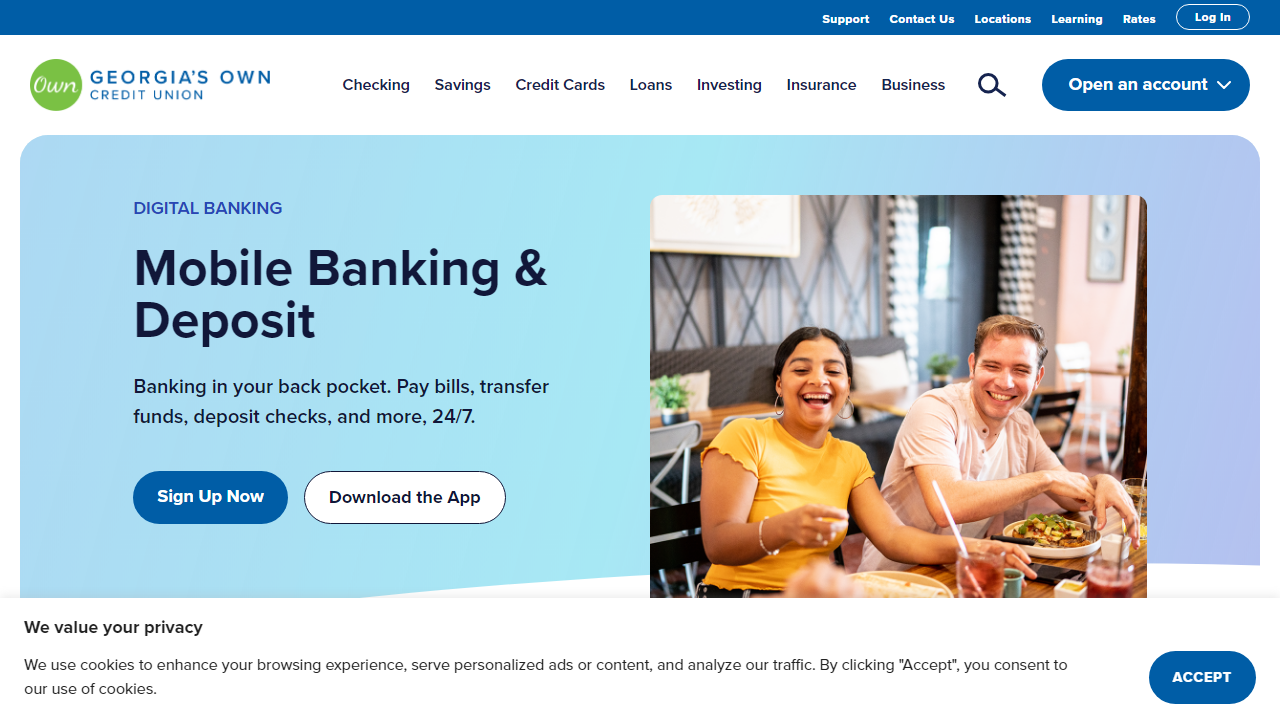 Support Contact Us Locations Learning Rates Log In
Own GEORGIA'S OWN
CREDIT UNION
Checking Savings Credit Cards Loans Investing Insurance Business Open an account
DIGITAL BANKING
Mobile Banking &
Deposit
Banking in your back pocket. Pay bills, transfer
funds, deposit checks, and more, 24/7.
Sign Up Now Download the App
We value your privacy
We use cookies to enhance your browsing experience, serve personalized ads or content, and analyze our traffic. By clicking "Accept", you consent to
our use of cookies.
ACCEPT